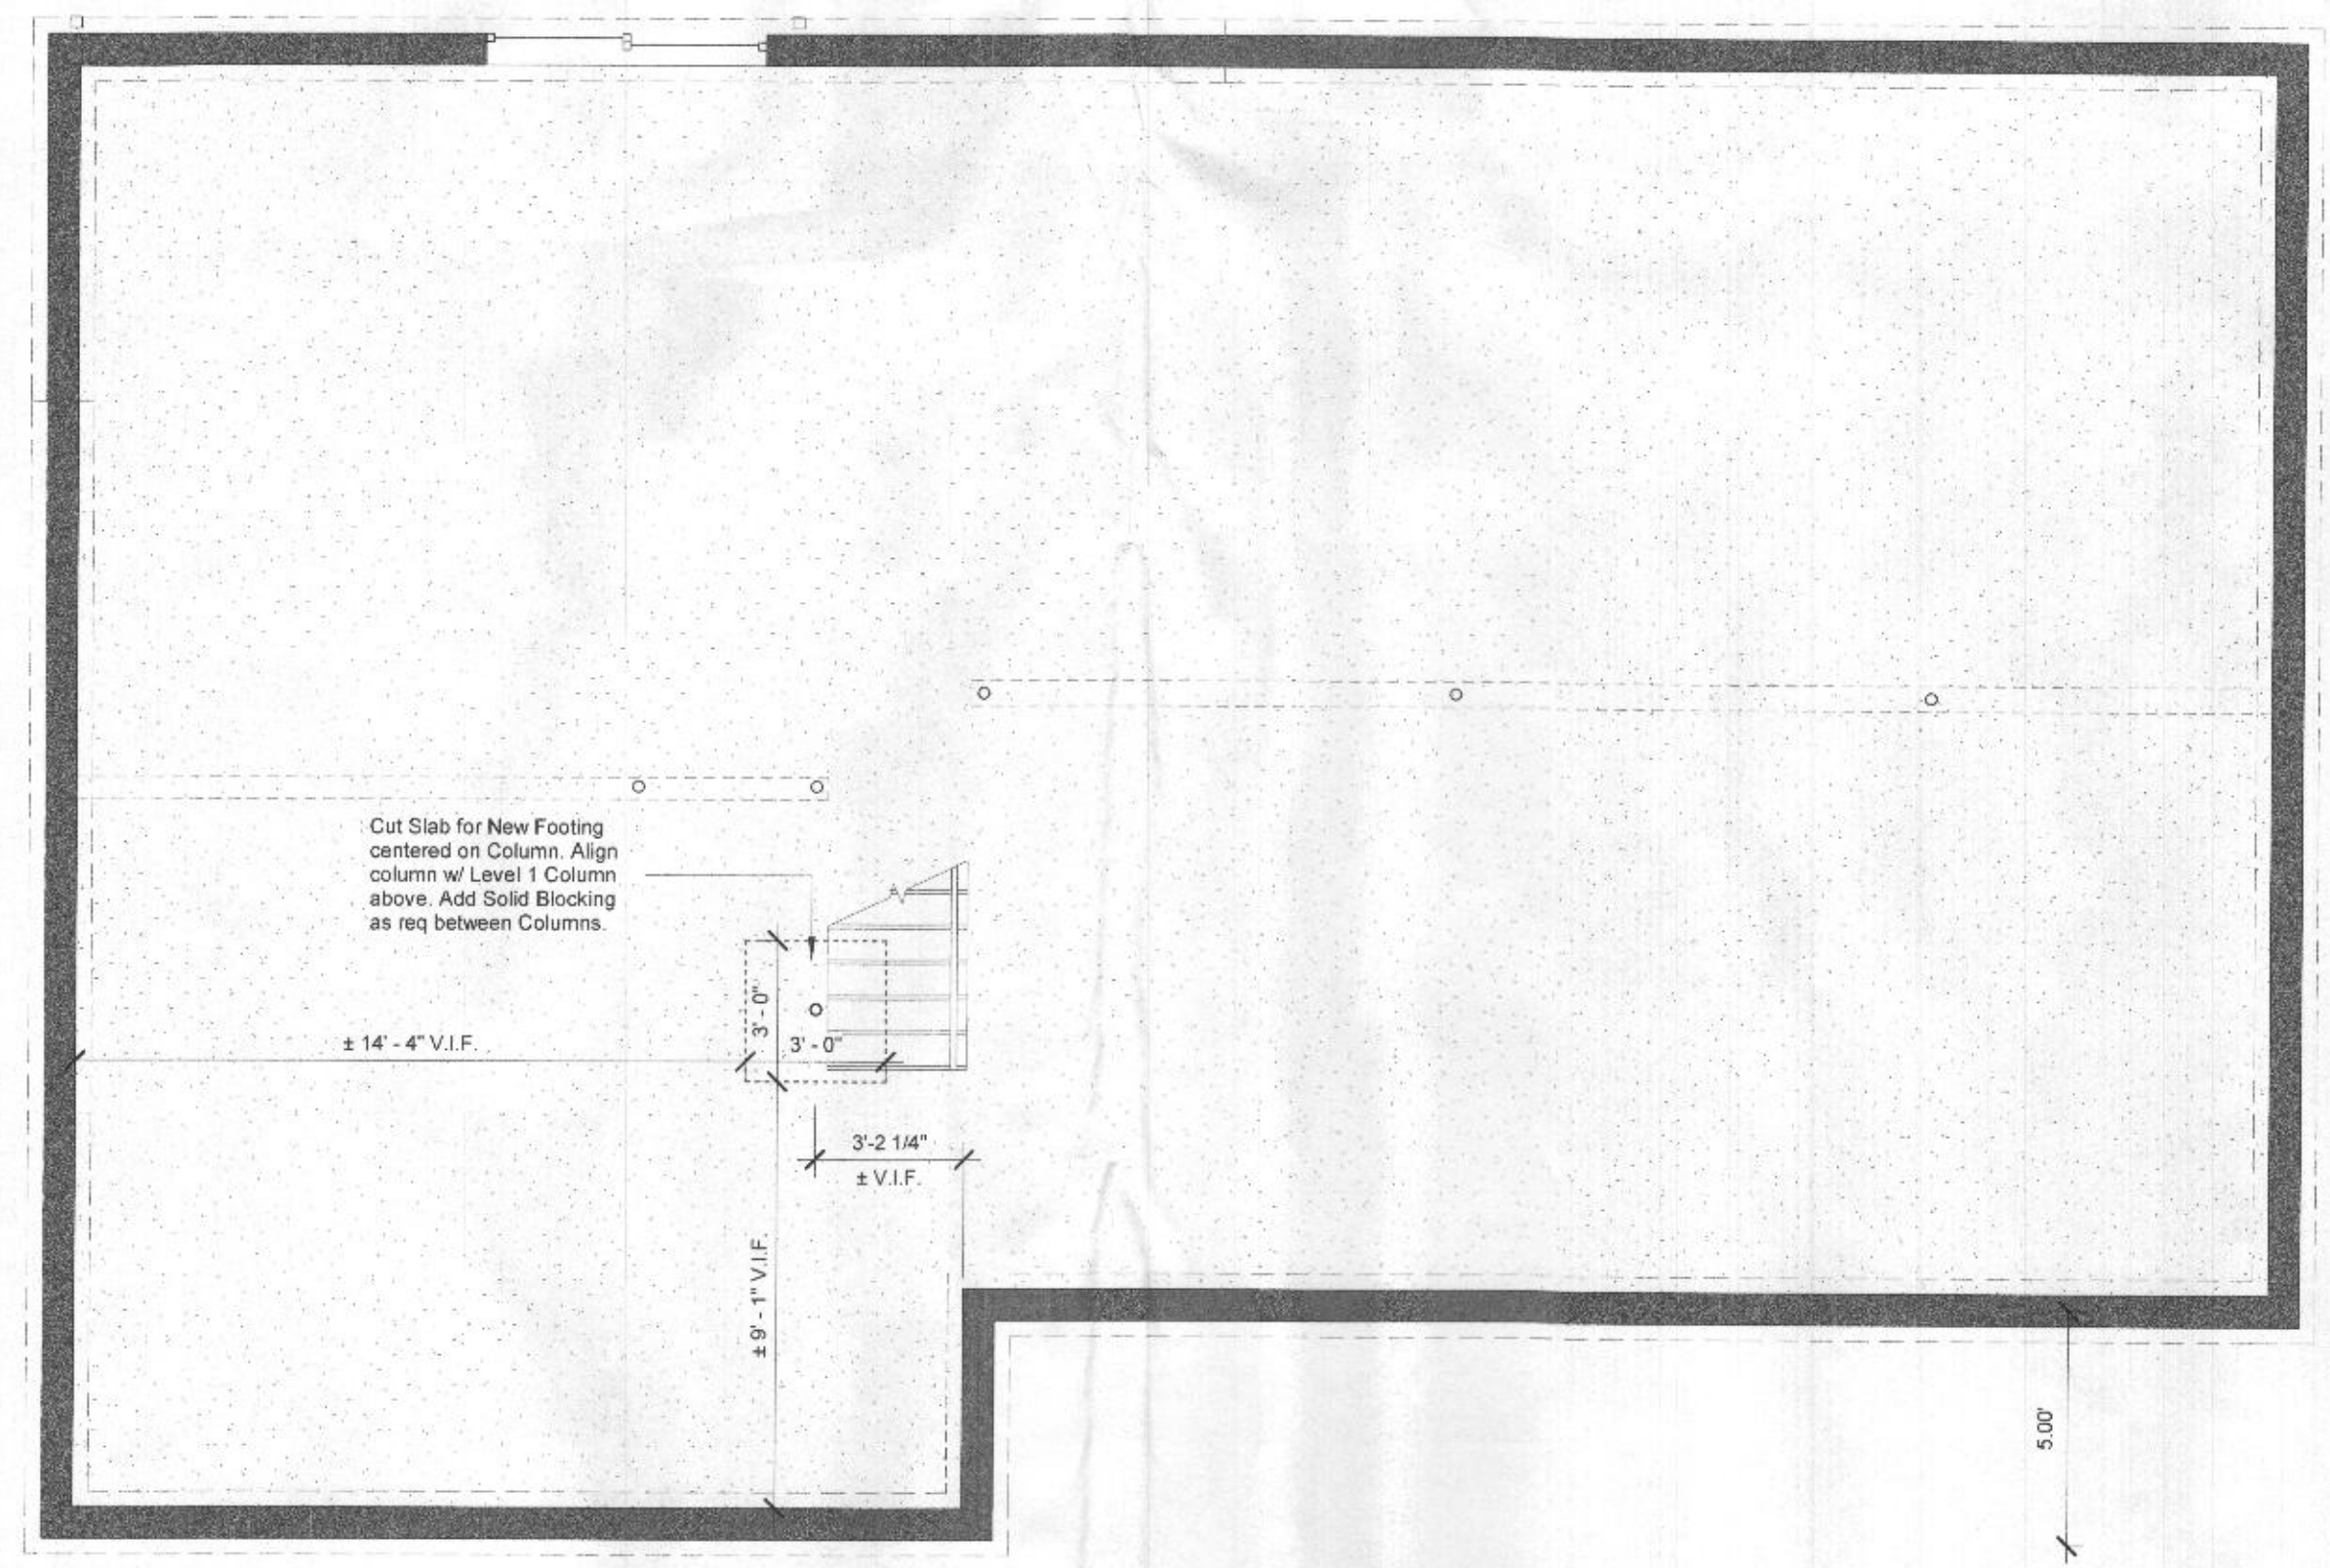 Cut Slab for New Footing
centered on Column. Align
column w/ Level 1 Column
above. Add Solid Blocking
as req between Columns.
± 14' - 4" V.I.F.
3' - 0"
3' - 0"
3'-2 1/4"
± V.I.F.
± 9' - 1" V.I.F.
5.00'